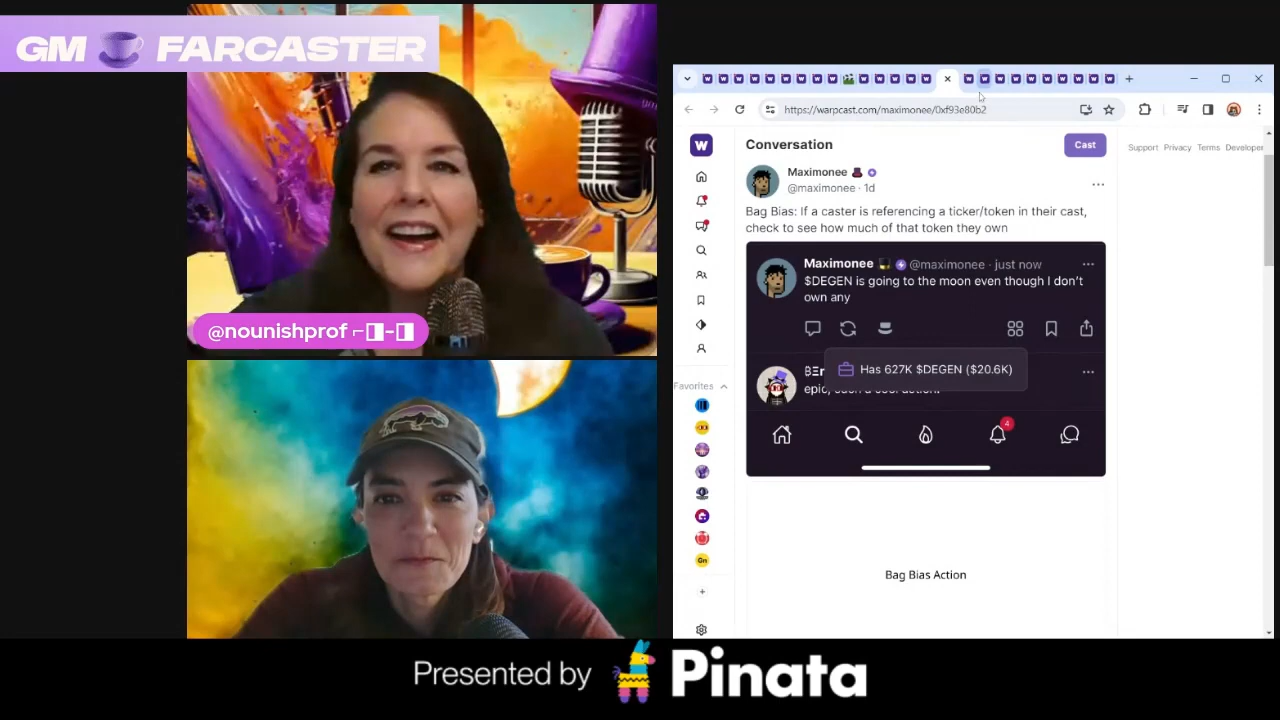 GM FARCASTER
@nounishprof
https://warpcast.com/maximonee/0xf93e80b2
W
Conversation
Cast
Support Privacy Terms Developer
Maximonee
@maximonee · 1d
Bag Bias: If a caster is referencing a ticker/token in their cast,
check to see how much of that token they own
Maximonee @maximonee · just now
$DEGEN is going to the moon even though I don't
own any
Has 627K $DEGEN ($20.6K)
4
Favorites
Gn
Bag Bias Action
Presented by Pinata